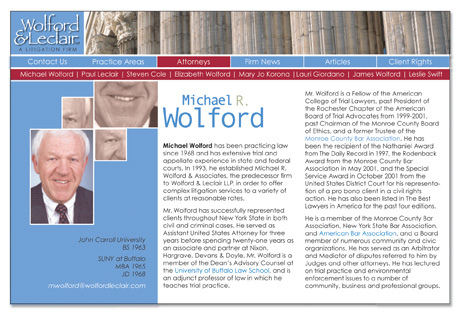 Wolford
& Leclair LLP
A LITIGATION FIRM
Contact Us Practice Areas Attorneys Firm News Articles Client Rights
Michael Wolford | Paul Leclair | Steven Cole | Elizabeth Wolford | Mary Jo Korona | Lauri Giordano | James Wolford | Leslie Swift
Michael R.
Wolford
Michael Wolford has been practicing law
since 1968 and has extensive trial and
appellate experience in state and federal
courts. In 1993, he established Michael R.
Wolford & Associates, the predecessor firm
to Wolford & Leclair LLP, in order to offer
complex litigation services to a variety of
clients at reasonable rates.
Mr. Wolford has successfully represented
clients throughout New York State in both
civil and criminal cases. He served as
Assistant United States Attorney for three
years before spending twenty-one years as
an associate and partner at Nixon,
Hargrave, Devans & Doyle. Mr. Wolford is a
member of the Dean's Advisory Counsel at
the University of Buffalo Law School, and is
an adjunct professor of law in which he
teaches trial practice.
Mr. Wolford is a Fellow of the American
College of Trial Lawyers, past President of
the Rochester Chapter of the American
Board of Trial Advocates from 1999-2001,
past Chairman of the Monroe County Board
of Ethics, and a former Trustee of the
Monroe County Bar Association. He has
been the recipient of the Nathaniel Award
from The Daily Record in 1997, the Rodenback
Award from the Monroe County Bar
Association in May 2001, and the Special
Service Award in October 2001 from the
United States District Court for his representa-
tion of a pro bono client in a civil rights
action. He has also been listed in The Best
Lawyers in America for the past four editions.
He is a member of the Monroe County Bar
Association, New York State Bar Association,
and American Bar Association, and a Board
member of numerous community and civic
organizations. He has served as an Arbitrator
and Mediator of disputes referred to him by
Judges and other attorneys. He has lectured
on trial practice and environmental
enforcement issues to a number of
community, business and professional groups.
John Carroll University
BS 1963
SUNY at Buffalo
MBA 1965
JD 1968
mwolford@wolfordleclair.com